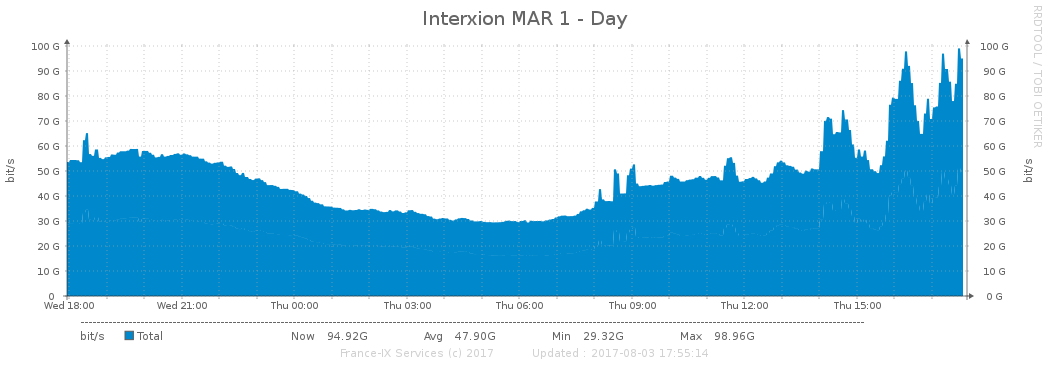 Interxion MAR 1 - Day
RRDTOOL / TOBI OETIKER
bit/s
100 G
90 G
80 G
70 G
60 G
50 G
40 G
30 G
20 G
10 G
0
100 G
90 G
80 G
70 G
60 G
50 G
40 G
30 G
20 G
10 G
0 G
bit/s
Wed 18:00 Wed 21:00 Thu 00:00 Thu 03:00 Thu 06:00 Thu 09:00 Thu 12:00 Thu 15:00
bit/s Total Now 94.92G Avg 47.90G Min 29.32G Max 98.96G
France-IX Services (c) 2017 Updated : 2017-08-03 17:55:14